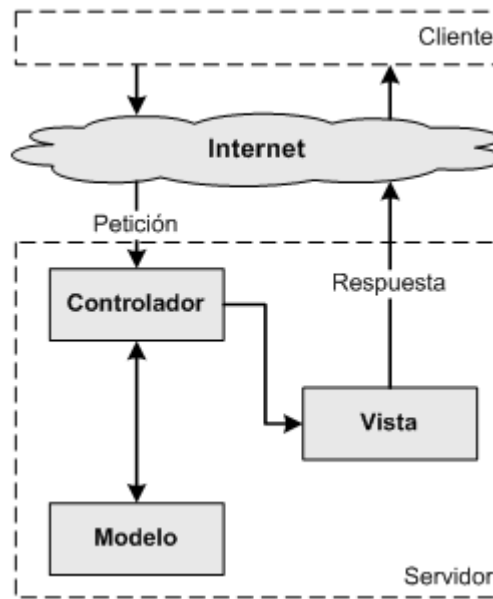 Cliente
Internet
Petición
Controlador
Respuesta
Vista
Modelo
Servidor